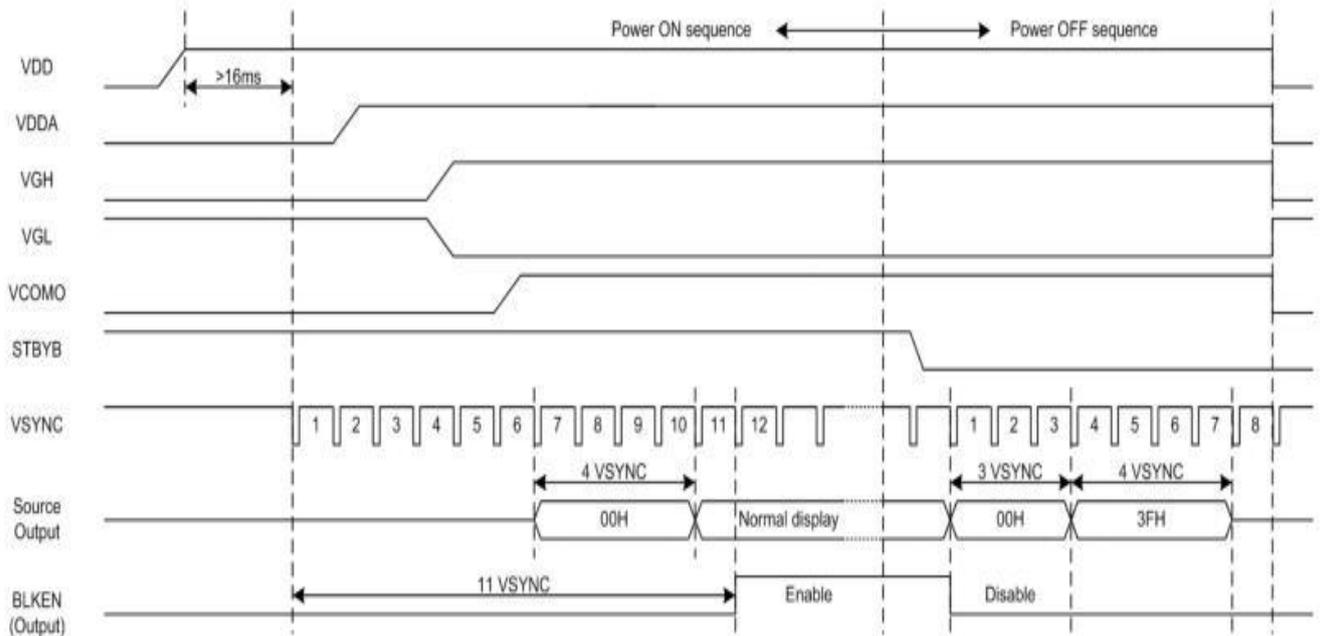 Power ON sequence Power OFF sequence
VDD
>16ms
VDDA
VGH
VGL
VCOMO
STBYB
VSYNC 1 2 3 4 5 6 7 8 9 10 11 12 1 2 3 4 5 6 7 8
4 VSYNC 3 VSYNC 4 VSYNC
Source
Output
00H Normal display 00H 3FH
11 VSYNC
BLKEN
(Output)
Enable Disable